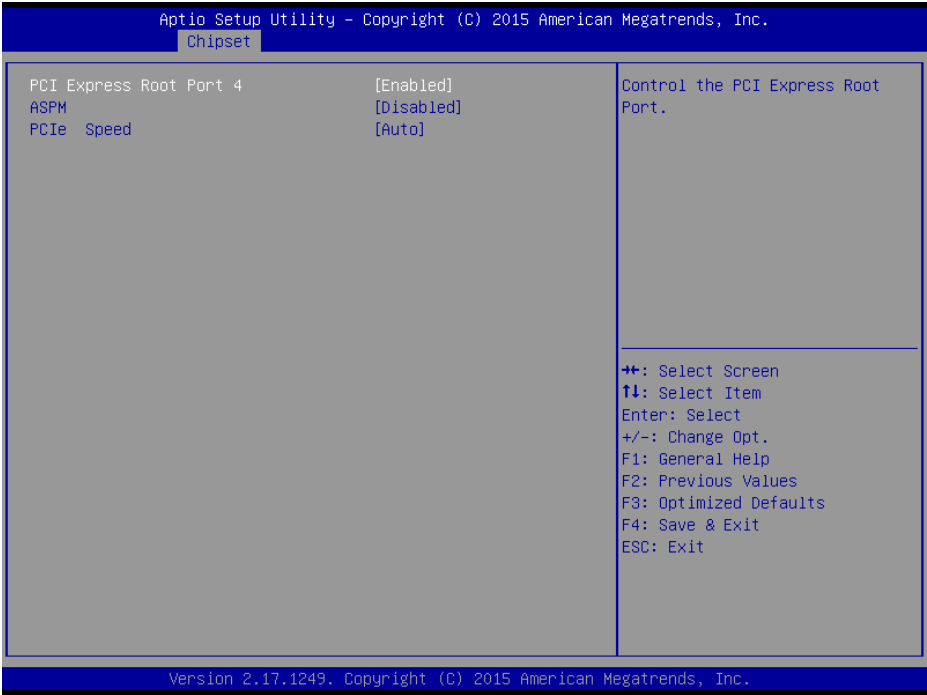 Aptio Setup Utility – Copyright (C) 2015 American Megatrends, Inc.
Chipset
PCI Express Root Port 4 [Enabled]
ASPM [Disabled]
PCIe Speed [Auto]
Control the PCI Express Root
Port.
→←: Select Screen
↑↓: Select Item
Enter: Select
+/-: Change Opt.
F1: General Help
F2: Previous Values
F3: Optimized Defaults
F4: Save & Exit
ESC: Exit
Version 2.17.1249. Copyright (C) 2015 American Megatrends, Inc.